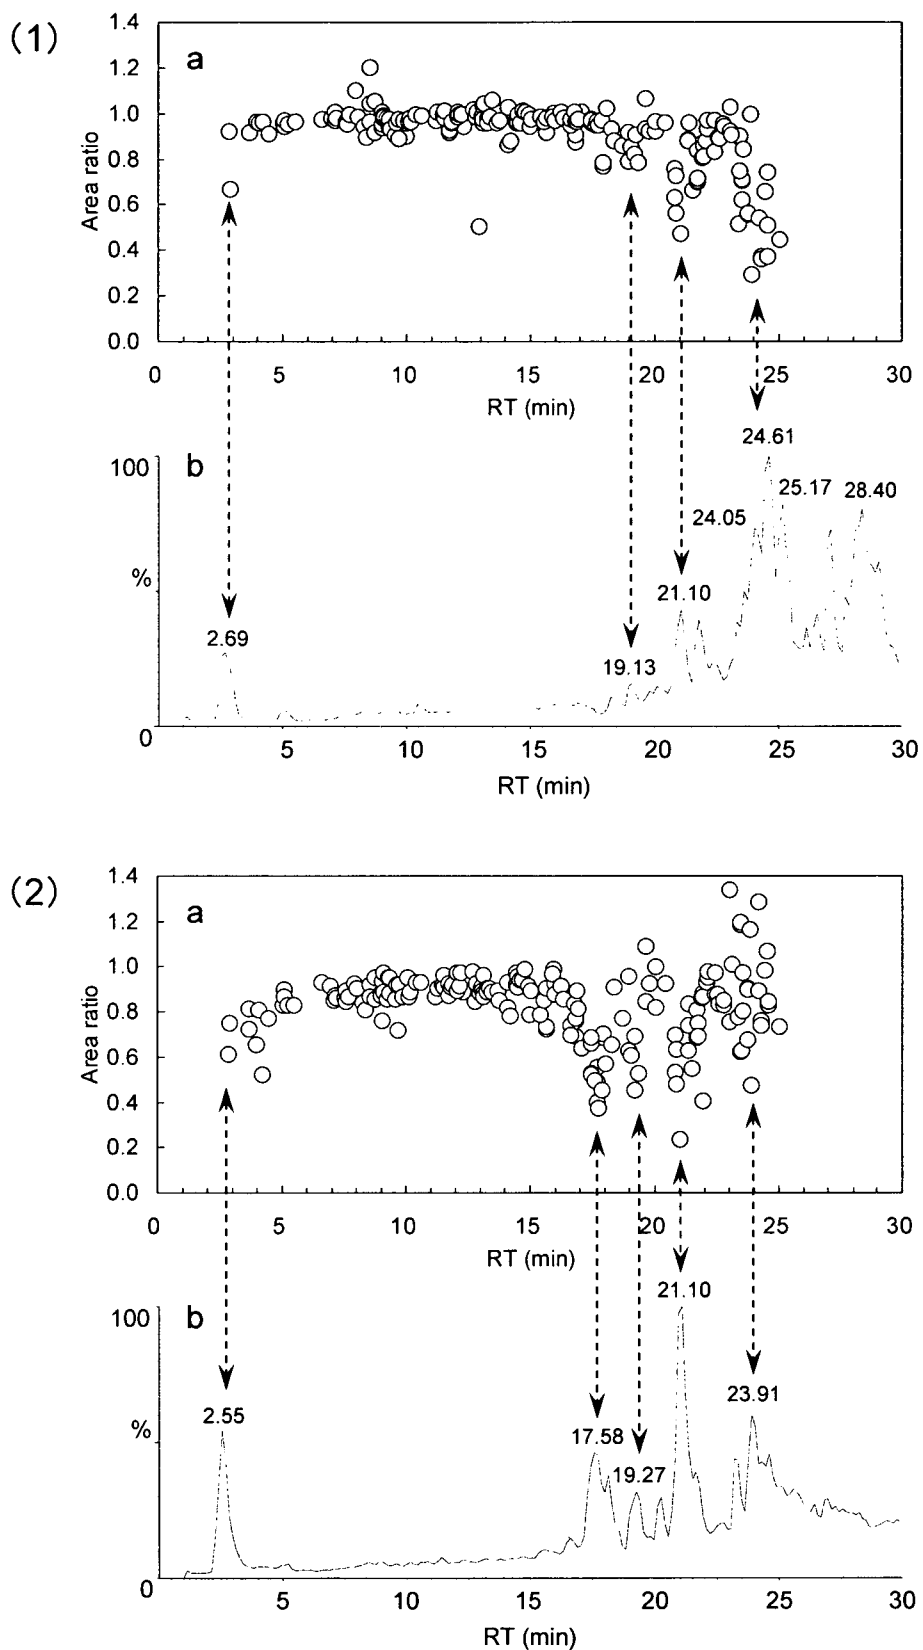 (1)
a
1.4
1.2
1.0
0.8
0.6
0.4
0.2
0.0
Area ratio
0 5 10 15 20 25 30
RT (min)
b
100
%
0
2.69
19.13
21.10
24.05
24.61
25.17
28.40
5 10 15 20 25 30
RT (min)
(2)
a
1.4
1.2
1.0
0.8
0.6
0.4
0.2
0.0
Area ratio
0 5 10 15 20 25 30
RT (min)
b
100
%
0
2.55
17.58
19.27
21.10
23.91
5 10 15 20 25 30
RT (min)